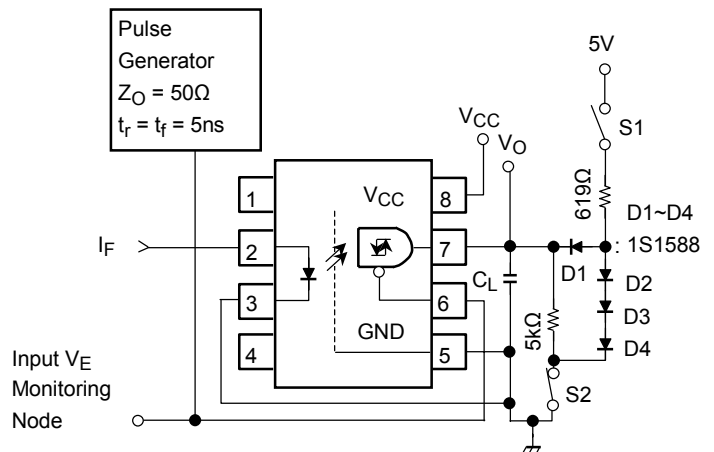 Pulse
Generator
ZO = 50Ω
tr = tf = 5ns
5V
S1
VCC
VO
619Ω
1
VCC
8
D1~D4
IF
2
7
: 1S1588
D1
CL
D2
3
6
5kΩ
D3
4
GND
5
D4
Input VE
Monitoring
Node
S2